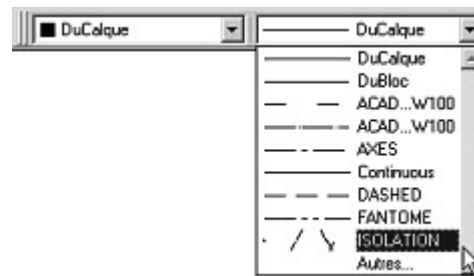 DuCalque
DuCalque
DuCalque
DuBloc
ACAD...W100
ACAD...W100
AXES
Continuous
DASHED
FANTOME
ISOLATION
Autres...